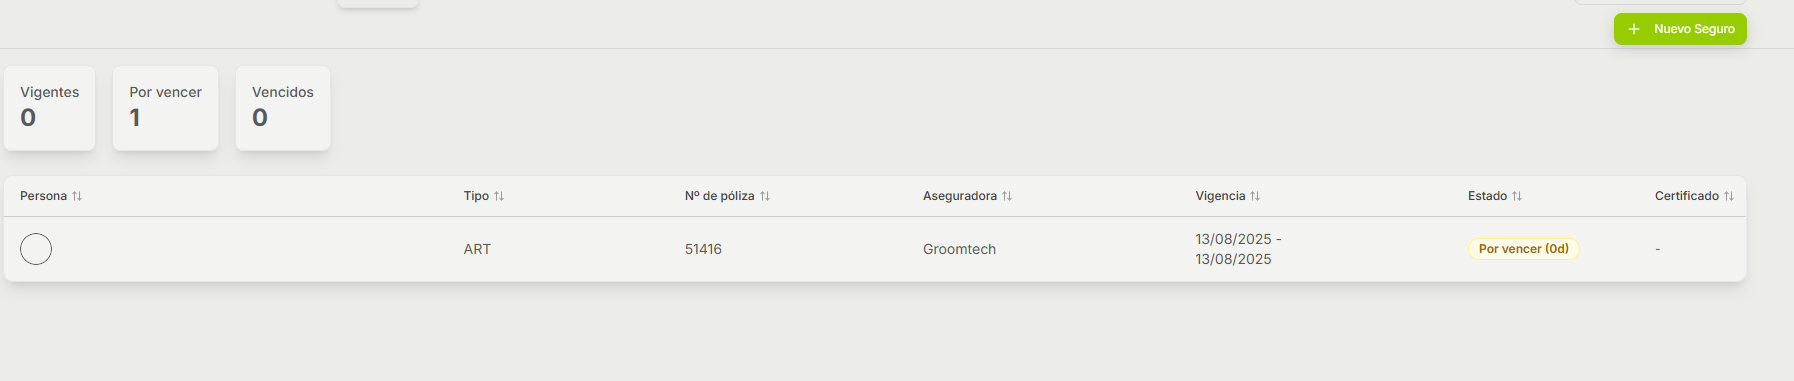 Nuevo Seguro
Vigentes
0
Por vencer
1
Vencidos
0
Persona Tipo Nº de póliza Aseguradora Vigencia Estado Certificado
ART 51416 Groomtech 13/08/2025 - Por vencer (0d) -
13/08/2025